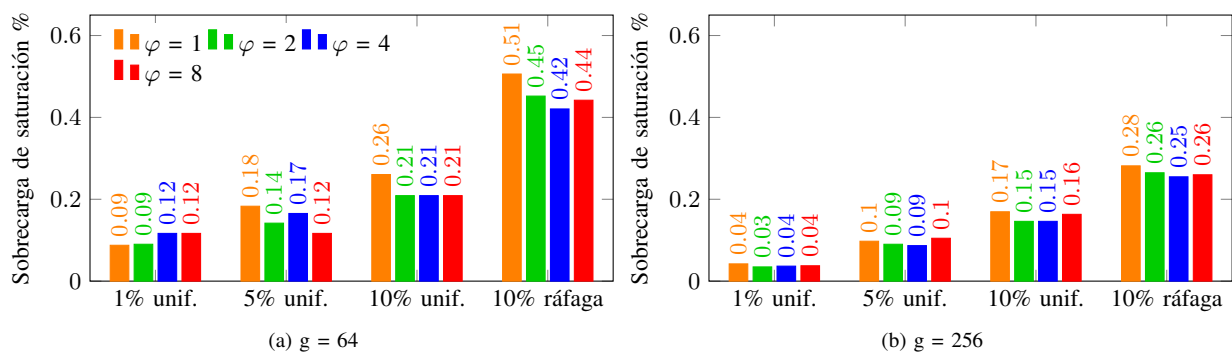 Sobrecarga de saturación %
0.6
0.4
0.2
0
φ = 1 φ = 2 φ = 4
φ = 8
0.09 0.09 0.12 0.12
0.18 0.14 0.17 0.12
0.26 0.21 0.21 0.21
0.51 0.45 0.42 0.44
1% unif. 5% unif. 10% unif. 10% ráfaga
(a) g = 64
Sobrecarga de saturación %
0.6
0.4
0.2
0
0.04 0.03 0.04 0.04
0.1 0.09 0.09 0.1
0.17 0.15 0.15 0.16
0.28 0.26 0.25 0.26
1% unif. 5% unif. 10% unif. 10% ráfaga
(b) g = 256